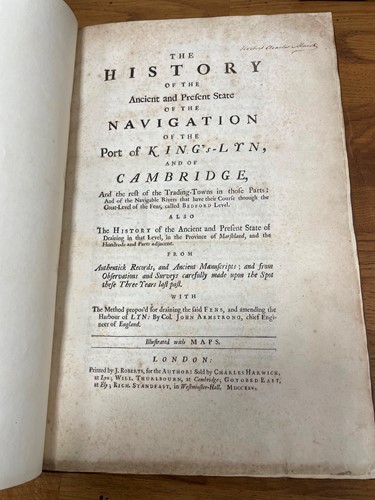 THE
HISTORY
OF THE
Ancient and Present State
OF THE
NAVIGATION
OF THE
Port of KING's-LYN,
AND OF
CAMBRIDGE,
And the rest of the Trading-Towns in those Parts;
And of the Navigable Rivers that have their Course through the
Great-Level of the Fens, called BEDFORD Level.
ALSO
The HISTORY of the Ancient and Present State of
Draining in that Level, in the Province of Marshland, and the
Hundreds and Parts adjacent.
FROM
Authentick Records, and Ancient Manuscripts; and from
Observations and Surveys carefully made upon the Spot
these Three Years last past.
WITH
The Method propos'd for draining the said FENS, and amending the
Harbour of LYN: By Col. JOHN ARMSTRONG, chief Engi-
neer of England.
Illustrated with MAPS.
LONDON:
Printed by J. ROBERTS, for the AUTHOR: Sold by CHARLES HARWICK,
at Lyn; WILL. THURLBOURN, at Cambridge; GOTOBED EAST,
at Ely; RICH. STANDFAST, in Westminster-Hall. MDCCXXV.